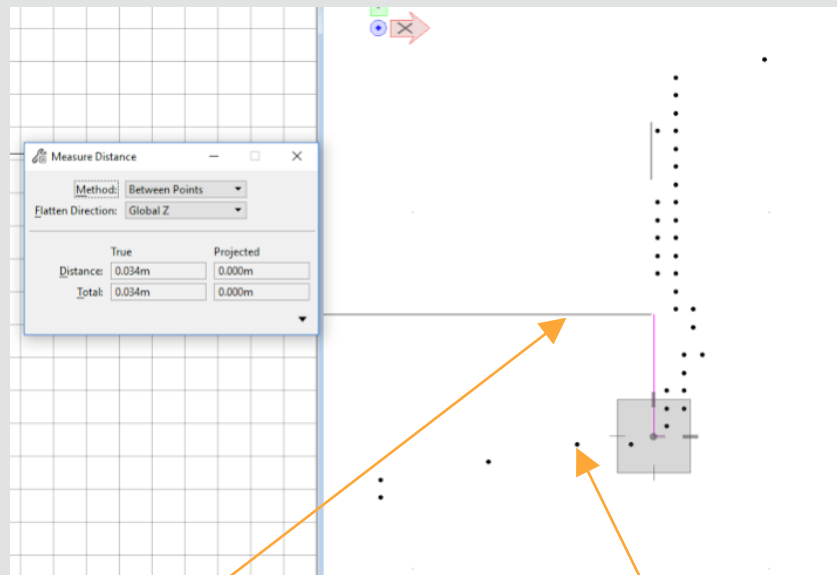 Measure Distance
Method: Between Points
Flatten Direction: Global Z
True Projected
Distance: 0.034m 0.000m
Total: 0.034m 0.000m